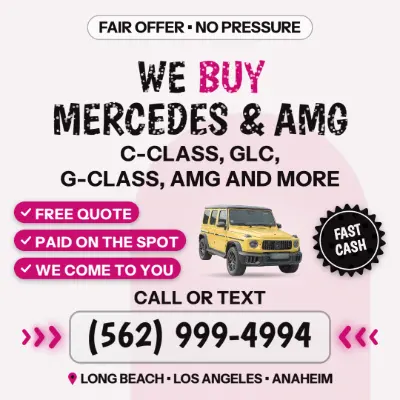 FAIR OFFER • NO PRESSURE
WE BUY
MERCEDES & AMG
C-CLASS, GLC,
G-CLASS, AMG AND MORE
FREE QUOTE
PAID ON THE SPOT
WE COME TO YOU
FAST
CASH
CALL OR TEXT
(562) 999-4994
LONG BEACH • LOS ANGELES • ANAHEIM